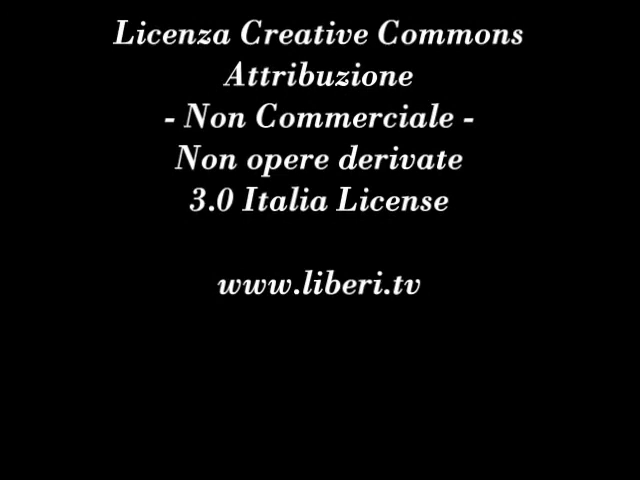 Licenza Creative Commons
Attribuzione
- Non Commerciale -
Non opere derivate
3.0 Italia License
www.liberi.tv